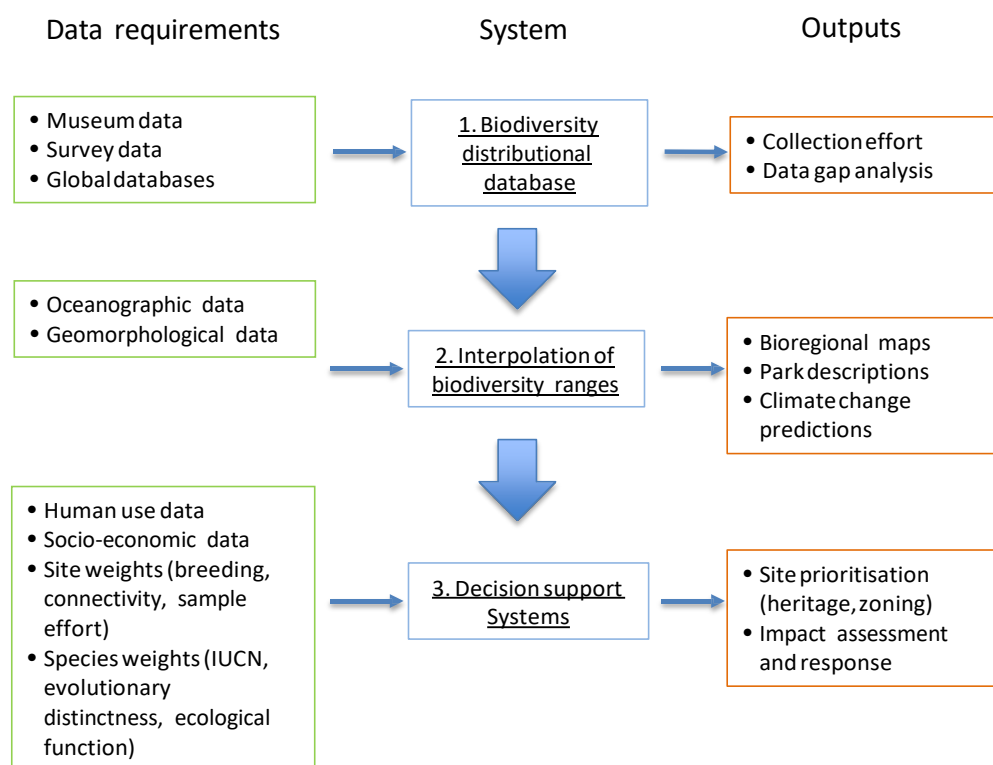 Data requirements
System
Outputs
• Museum data
• Survey data
• Global databases
1. Biodiversity
distributional
database
• Collection effort
• Data gap analysis
• Oceanographic data
• Geomorphological data
2. Interpolation of
biodiversity ranges
• Bioregional maps
• Park descriptions
• Climate change
predictions
• Human use data
• Socio-economic data
• Site weights (breeding,
connectivity, sample
effort)
• Species weights (IUCN,
evolutionary
distinctness, ecological
function)
3. Decision support
Systems
• Site prioritisation
(heritage, zoning)
• Impact assessment
and response